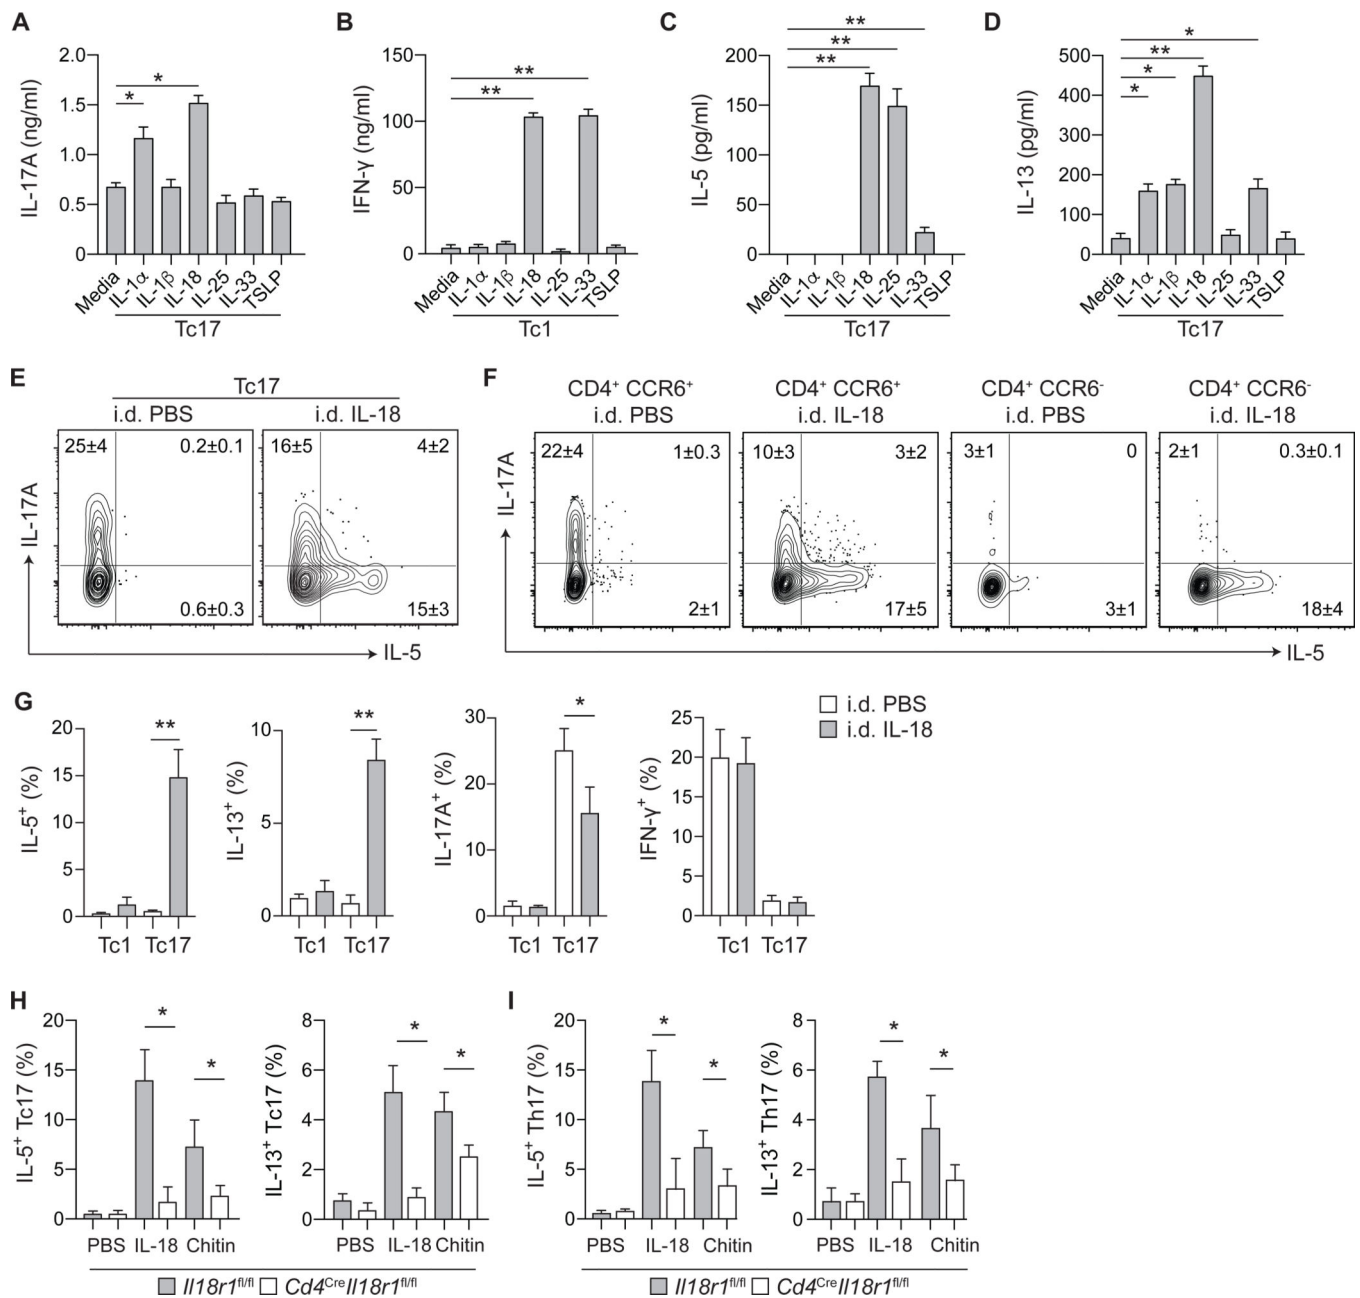 A
IL-17A (ng/ml)
2.0
1.5
1.0
0.5
0
*
*
Media
IL-1α
IL-1β
IL-18
IL-25
IL-33
TSLP
Tc17
B
IFN-γ (ng/ml)
150
100
50
0
**
**
Media
IL-1α
IL-1β
IL-18
IL-25
IL-33
TSLP
Tc1
C
IL-5 (pg/ml)
200
150
100
50
0
**
**
**
Media
IL-1α
IL-1β
IL-18
IL-25
IL-33
TSLP
Tc17
D
IL-13 (pg/ml)
500
400
300
200
100
0
*
**
*
*
Media
IL-1α
IL-1β
IL-18
IL-25
IL-33
TSLP
Tc17
E
Tc17
i.d. PBS
i.d. IL-18
25±4
0.2±0.1
0.6±0.3
16±5
4±2
15±3
IL-17A
IL-5
F
CD4⁺ CCR6⁺
i.d. PBS
CD4⁺ CCR6⁺
i.d. IL-18
CD4⁺ CCR6⁻
i.d. PBS
CD4⁺ CCR6⁻
i.d. IL-18
22±4
1±0.3
2±1
10±3
3±2
17±5
3±1
0
3±1
2±1
0.3±0.1
18±4
IL-17A
IL-5
G
IL-5⁺ (%)
20
15
10
5
0
**
Tc1
Tc17
IL-13⁺ (%)
10
5
0
**
Tc1
Tc17
IL-17A⁺ (%)
30
20
10
0
*
Tc1
Tc17
IFN-γ⁺ (%)
25
20
15
10
5
0
Tc1
Tc17
i.d. PBS
i.d. IL-18
H
IL-5⁺ Tc17 (%)
20
15
10
5
0
*
*
PBS
IL-18
Chitin
IL-13⁺ Tc17 (%)
8
6
4
2
0
*
*
PBS
IL-18
Chitin
Il18r1fl/fl
Cd4CreIl18r1fl/fl
I
IL-5⁺ Th17 (%)
20
15
10
5
0
*
*
PBS
IL-18
Chitin
IL-13⁺ Th17 (%)
8
6
4
2
0
*
*
PBS
IL-18
Chitin
Il18r1fl/fl
Cd4CreIl18r1fl/fl